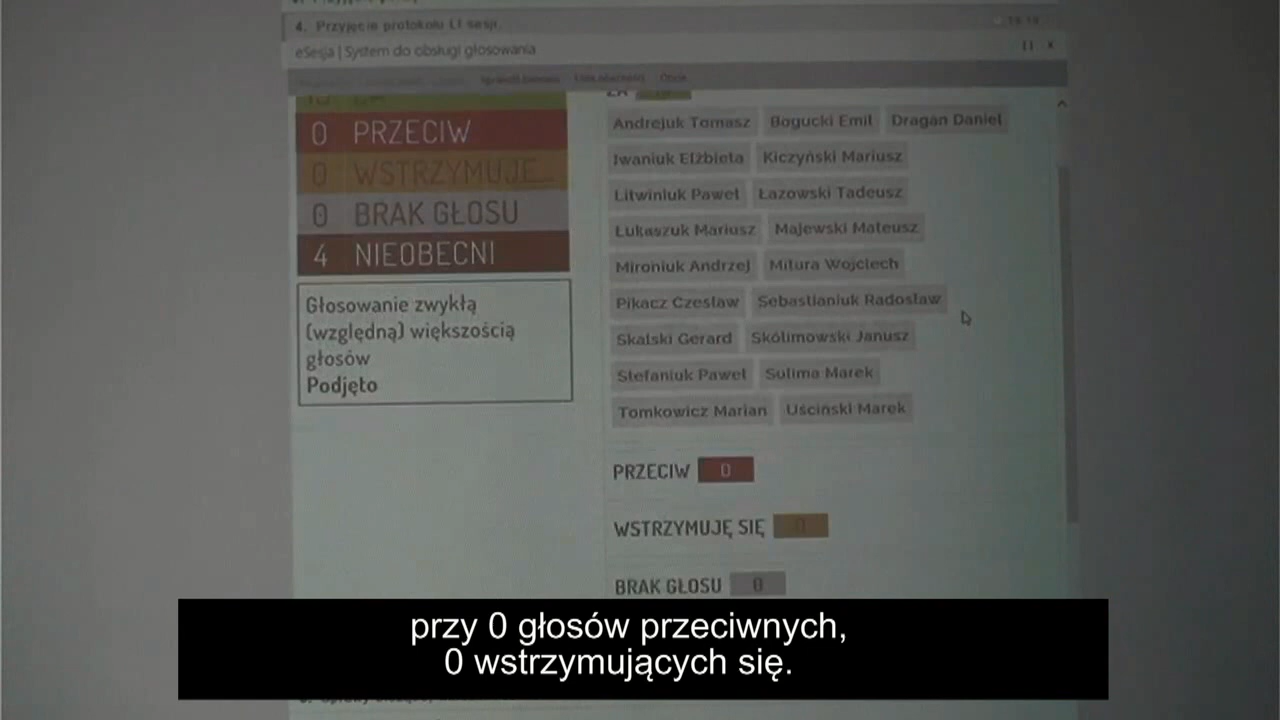 4. Przyjęcie protokołu LI sesji.
eSesja | System do obsługi głosowania
ZA
0 PRZECIW
0 WSTRZYMUJĘ
0 BRAK GŁOSU
4 NIEOBECNI
Głosowanie zwykłą
(względną) większością
głosów
Podjęto
Andrejuk Tomasz Bogucki Emil Dragan Daniel
Iwaniuk Elżbieta Kiczyński Mariusz
Litwiniuk Paweł Łazowski Tadeusz
Łukaszuk Mariusz Majewski Mateusz
Mironiuk Andrzej Mitura Wojciech
Pikacz Czesław Sebastianiuk Radosław
Skalski Gerard Skólimowski Janusz
Stefaniuk Paweł Sulima Marek
Tomkowicz Marian Uściński Marek
PRZECIW 0
WSTRZYMUJĘ SIĘ 0
BRAK GŁOSU 0
przy 0 głosów przeciwnych,
0 wstrzymujących się.